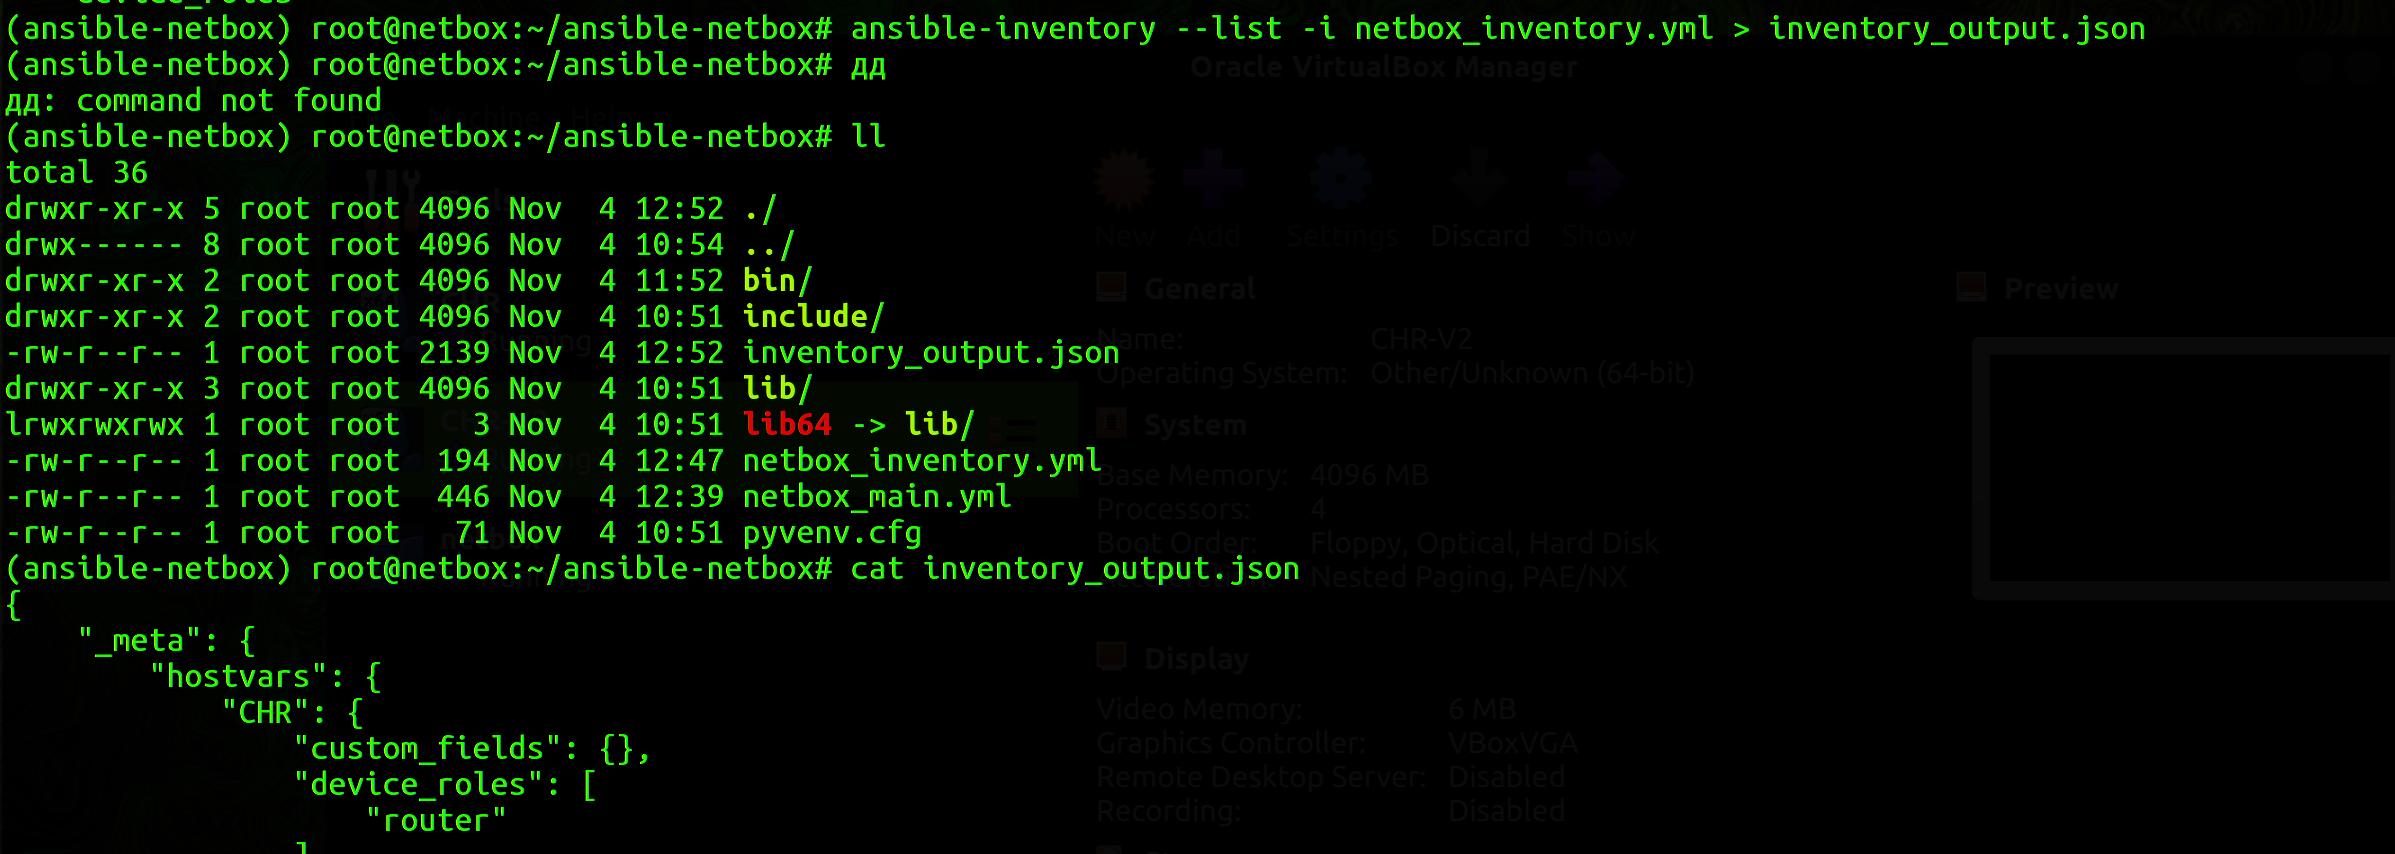 device_roles
(ansible-netbox) root@netbox:~/ansible-netbox# ansible-inventory --list -i netbox_inventory.yml > inventory_output.json
(ansible-netbox) root@netbox:~/ansible-netbox# дд
Oracle VirtualBox Manager
дд: command not found
Machine Help
(ansible-netbox) root@netbox:~/ansible-netbox# ll
total 36
Tools
drwxr-xr-x 5 root root 4096 Nov  4 12:52 ./
drwx------ 8 root root 4096 Nov  4 10:54 ../
New Add Settings Discard Show
drwxr-xr-x 2 root root 4096 Nov  4 11:52 bin/
General
Preview
drwxr-xr-x 2 root root 4096 Nov  4 10:51 include/
-rw-r--r-- 1 root root 2139 Nov  4 12:52 inventory_output.json
Name: CHR-V2
drwxr-xr-x 3 root root 4096 Nov  4 10:51 lib/
Operating System: Other/Unknown (64-bit)
lrwxrwxrwx 1 root root    3 Nov  4 10:51 lib64 -> lib/
System
-rw-r--r-- 1 root root  194 Nov  4 12:47 netbox_inventory.yml
Base Memory: 4096 MB
-rw-r--r-- 1 root root  446 Nov  4 12:39 netbox_main.yml
Processors: 4
-rw-r--r-- 1 root root   71 Nov  4 10:51 pyvenv.cfg
Boot Order: Floppy, Optical, Hard Disk
(ansible-netbox) root@netbox:~/ansible-netbox# cat inventory_output.json
Nested Paging, PAE/NX
{
    "_meta": {
        "hostvars": {
Display
            "CHR": {
Video Memory: 6 MB
                "custom_fields": {},
Graphics Controller: VBoxVGA
                "device_roles": [
Remote Desktop Server: Disabled
                    "router"
Recording: Disabled
                ]